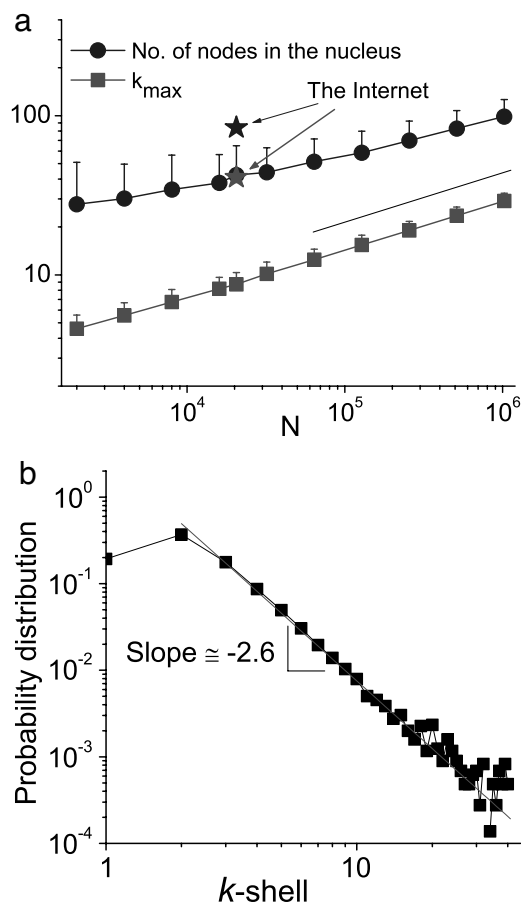 a
No. of nodes in the nucleus
kmax
The Internet
100
10
10⁴
10⁵
10⁶
N
b
Probability distribution
10⁰
10⁻¹
10⁻²
10⁻³
10⁻⁴
Slope ≅ -2.6
1
10
k-shell